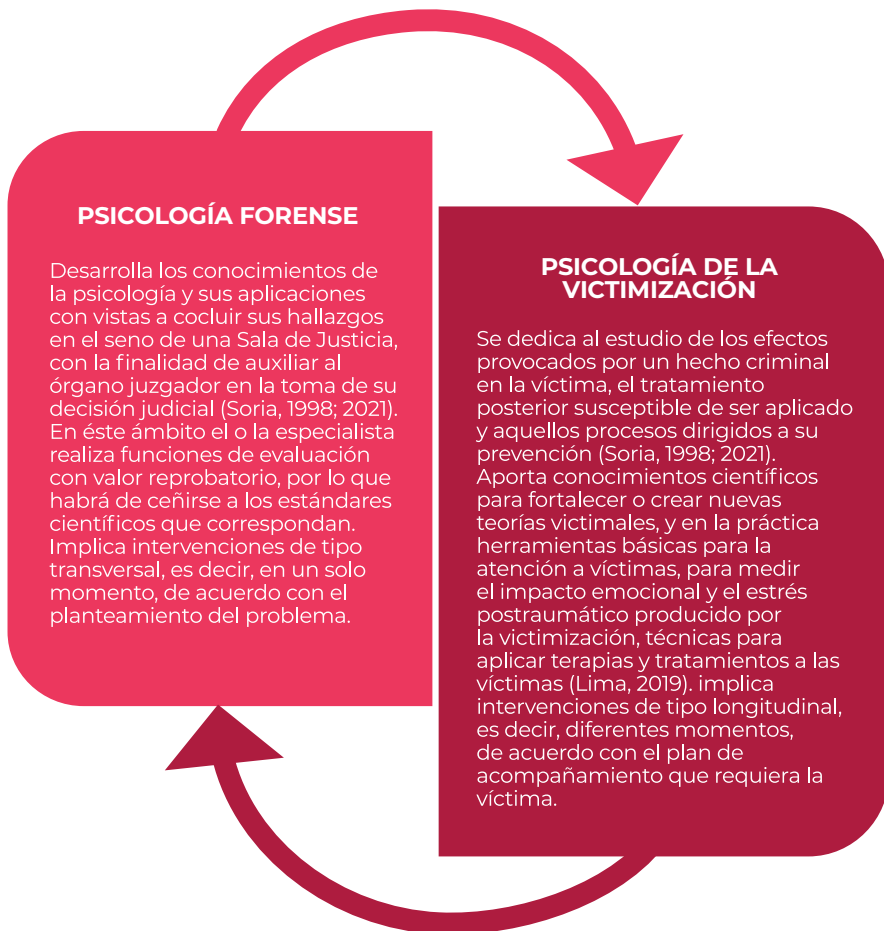 PSICOLOGÍA FORENSE
Desarrolla los conocimientos de
la psicología y sus aplicaciones
con vistas a cocluir sus hallazgos
en el seno de una Sala de Justicia,
con la finalidad de auxiliar al
órgano juzgador en la toma de su
decisión judicial (Soria, 1998; 2021).
En éste ámbito el o la especialista
realiza funciones de evaluación
con valor reprobatorio, por lo que
habrá de ceñirse a los estándares
científicos que correspondan.
Implica intervenciones de tipo
transversal, es decir, en un solo
momento, de acuerdo con el
planteamiento del problema.
PSICOLOGÍA DE LA
VICTIMIZACIÓN
Se dedica al estudio de los efectos
provocados por un hecho criminal
en la víctima, el tratamiento
posterior susceptible de ser aplicado
y aquellos procesos dirigidos a su
prevención (Soria, 1998; 2021).
Aporta conocimientos científicos
para fortalecer o crear nuevas
teorías victimales, y en la práctica
herramientas básicas para la
atención a víctimas, para medir
el impacto emocional y el estrés
postraumático producido por
la victimización, técnicas para
aplicar terapias y tratamientos a las
víctimas (Lima, 2019). implica
intervenciones de tipo longitudinal,
es decir, diferentes momentos,
de acuerdo con el plan de
acompañamiento que requiera la
víctima.